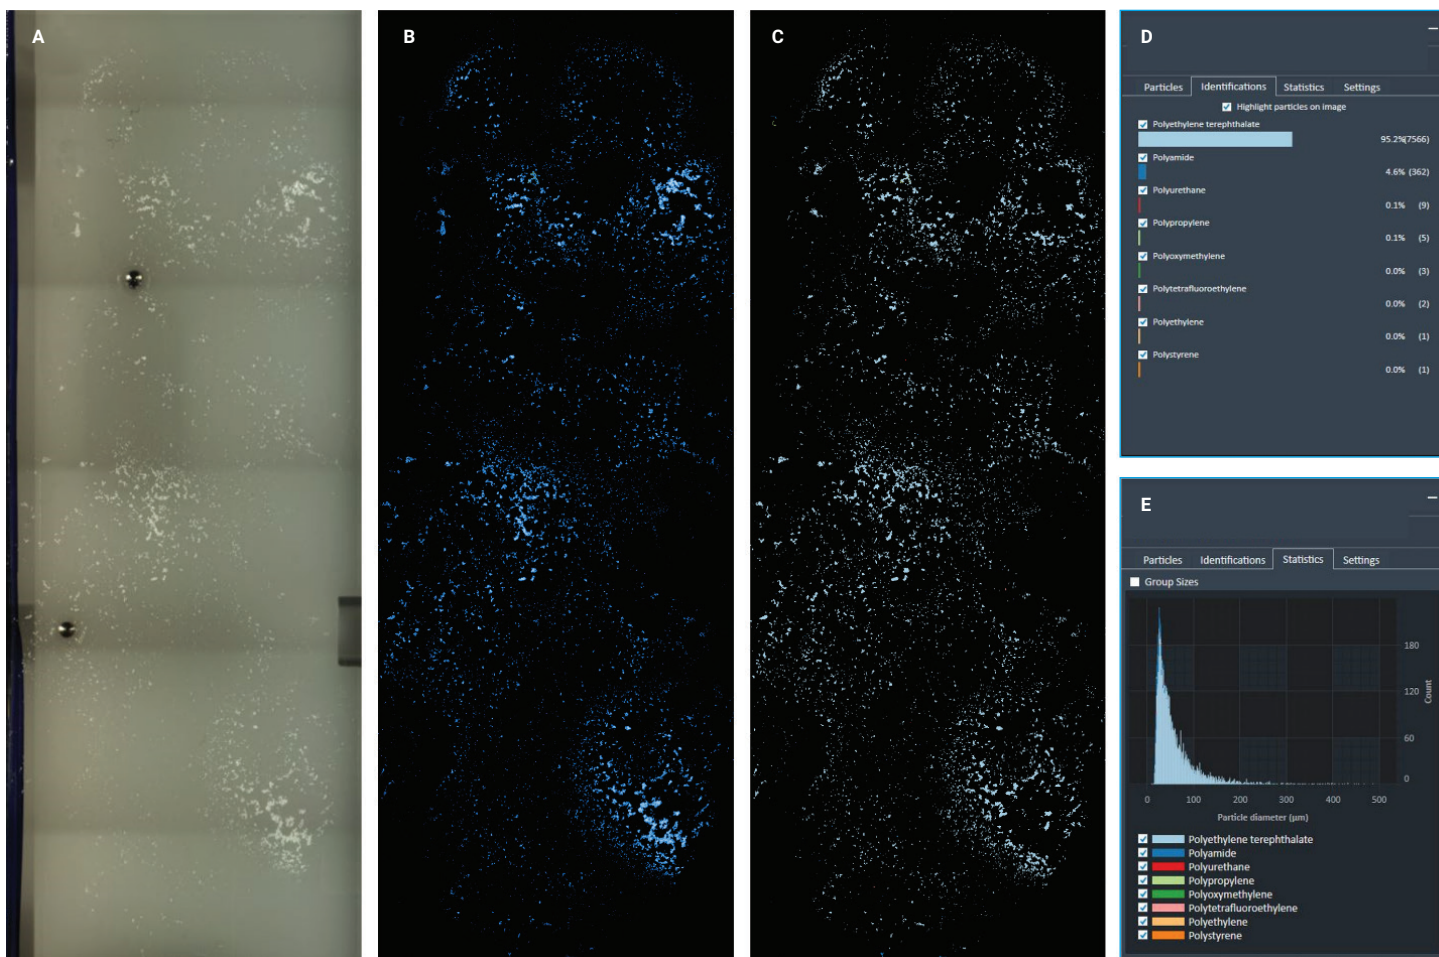 A
B
C
D
Particles Identifications Statistics Settings
Highlight particles on image
Polyethylene terephthalate
95.2%(7566)
Polyamide
4.6% (362)
Polyurethane
0.1% (9)
Polypropylene
0.1% (5)
Polyoxymethylene
0.0% (3)
Polytetrafluoroethylene
0.0% (2)
Polyethylene
0.0% (1)
Polystyrene
0.0% (1)
E
Particles Identifications Statistics Settings
Group Sizes
180
120
60
0
Count
0 100 200 300 400 500
Particle diameter (µm)
Polyethylene terephthalate
Polyamide
Polyurethane
Polypropylene
Polyoxymethylene
Polytetrafluoroethylene
Polyethylene
Polystyrene